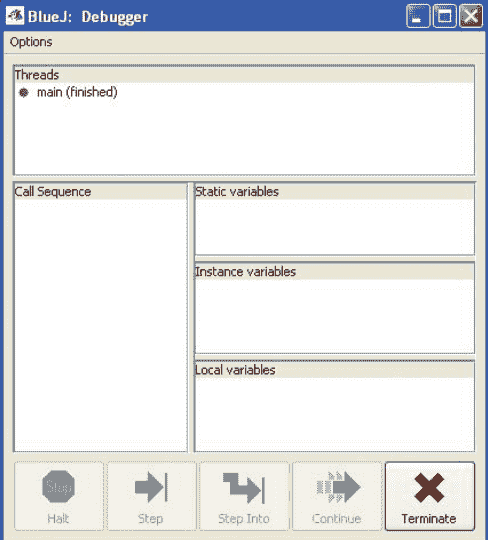 BlueJ: Debugger
Options
Threads
main (finished)
Call Sequence
Static variables
Instance variables
Local variables
Stop
Halt
Step
Step Into
Continue
Terminate